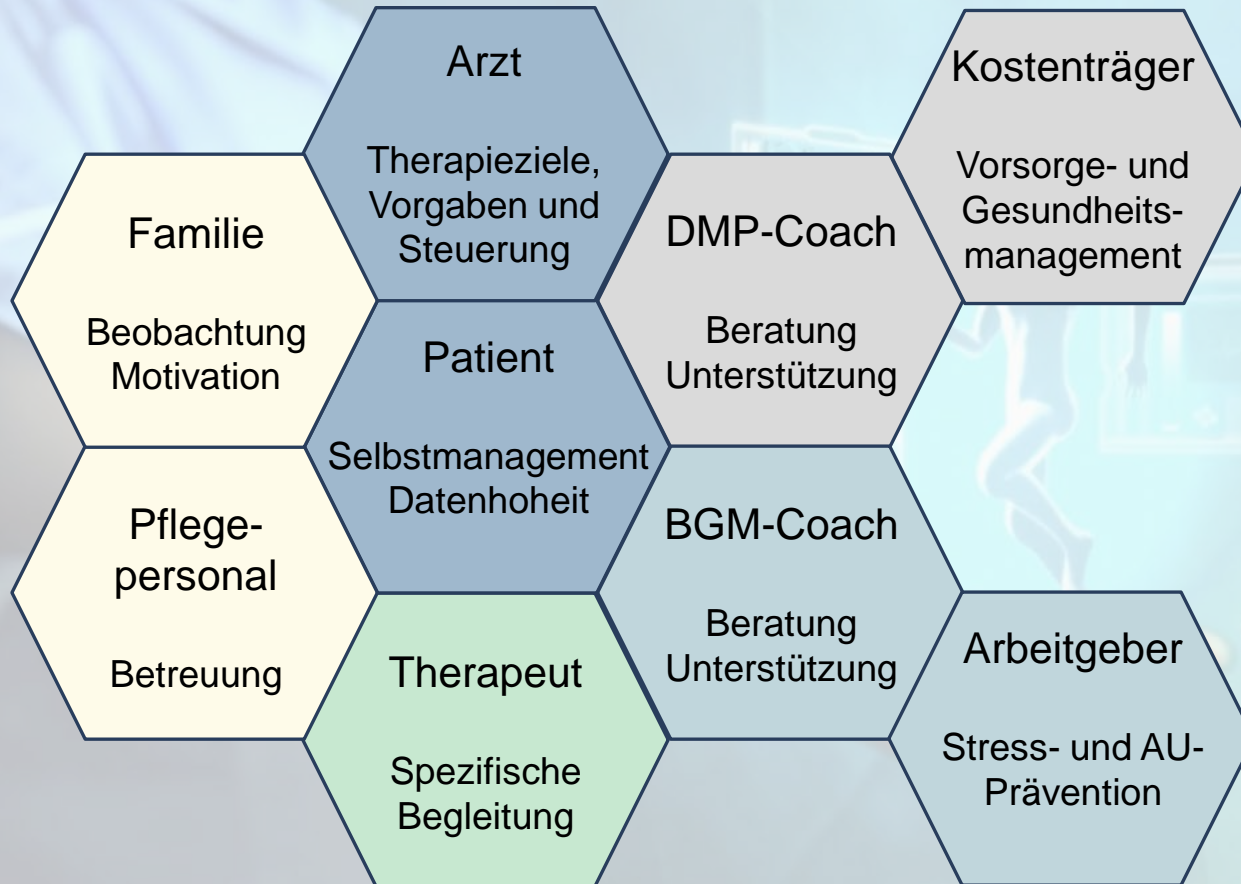 Arzt
Therapieziele,
Vorgaben und
Steuerung
Kostenträger
Vorsorge- und
Gesundheits-
management
Familie
Beobachtung
Motivation
DMP-Coach
Beratung
Unterstützung
Patient
Selbstmanagement
Datenhoheit
Pflege-
personal
Betreuung
BGM-Coach
Beratung
Unterstützung
Therapeut
Spezifische
Begleitung
Arbeitgeber
Stress- und AU-
Prävention